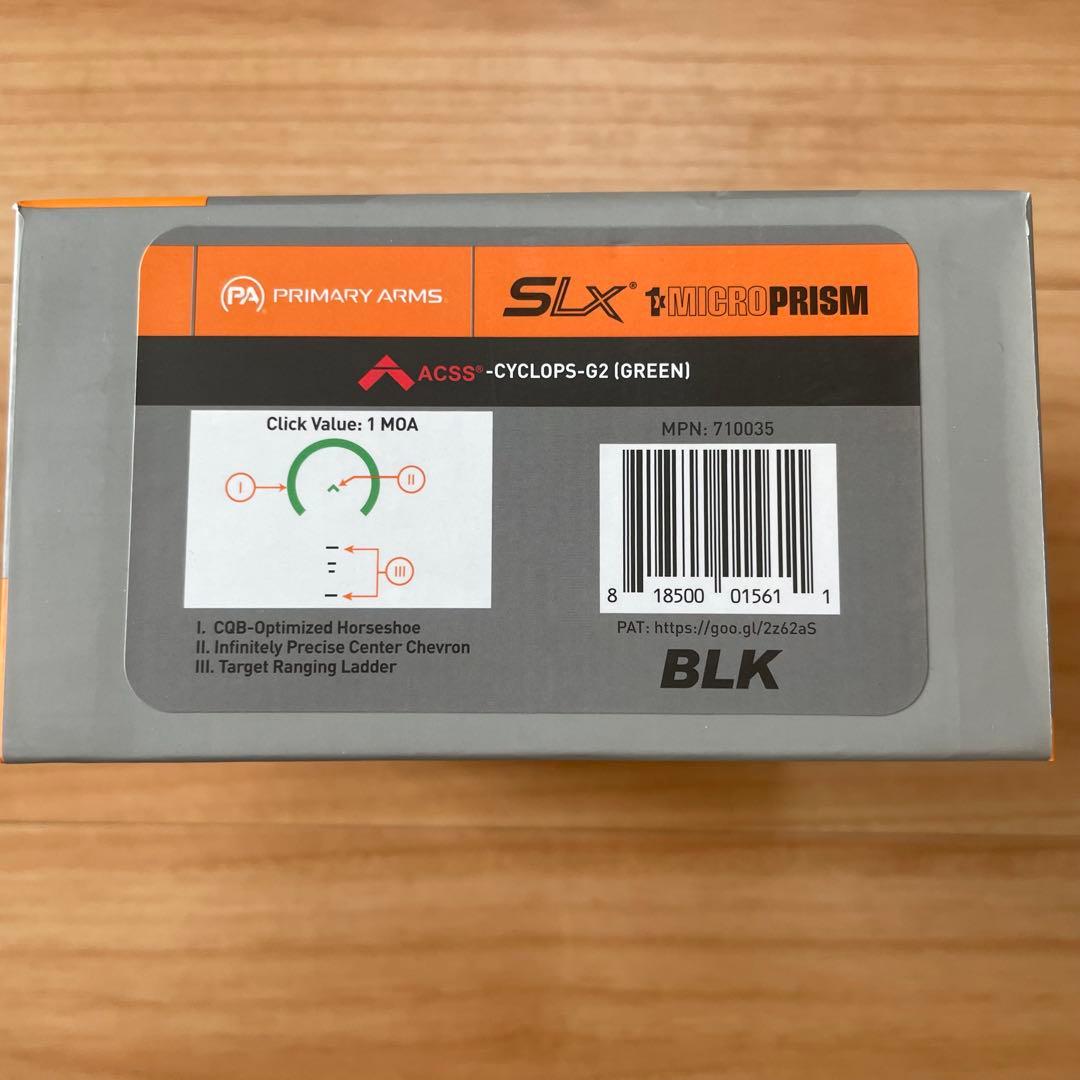 PA PRIMARY ARMS
SLX® 1x MICROPRISM
ACSS®-CYCLOPS-G2 (GREEN)
Click Value: 1 MOA
I
II
III
I. CQB-Optimized Horseshoe
II. Infinitely Precise Center Chevron
III. Target Ranging Ladder
MPN: 710035
8 18500 01561 1
PAT: https://goo.gl/2z62aS
BLK